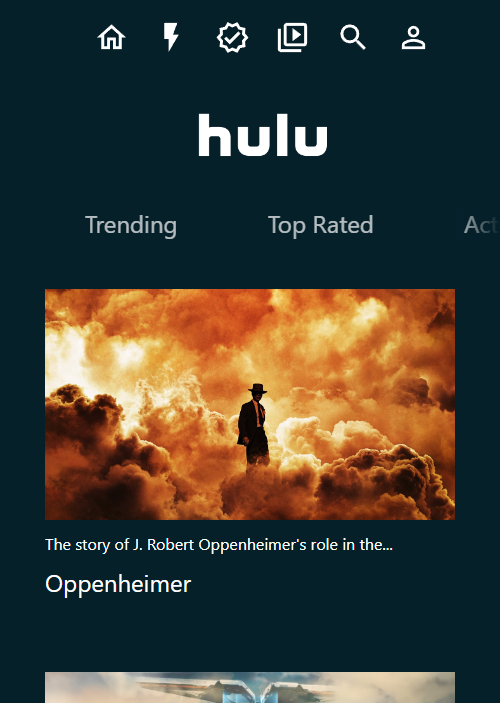 hulu
Trending Top Rated Act
The story of J. Robert Oppenheimer's role in the...
Oppenheimer